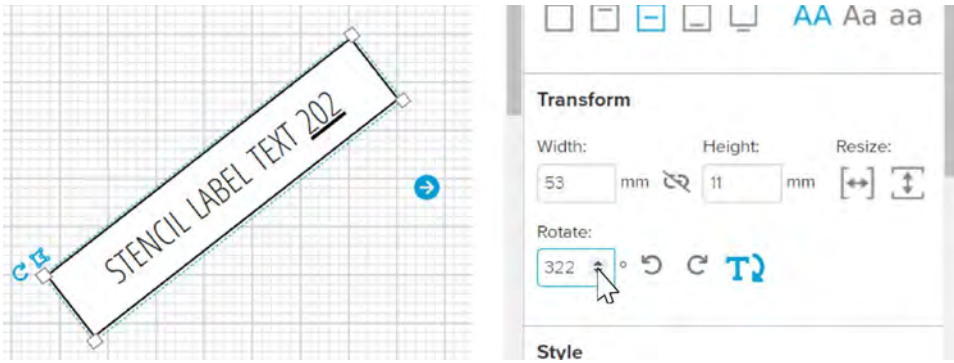 STENCIL LABEL TEXT 202
AA Aa aa
Transform
Width:
Height:
Resize:
53 mm
11 mm
Rotate:
322 °
T
Style